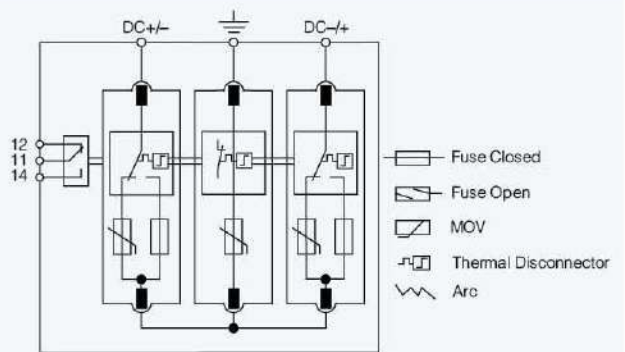 DC+/−
DC−/+
12
11
14
Fuse Closed
Fuse Open
MOV
Thermal Disconnector
Arc